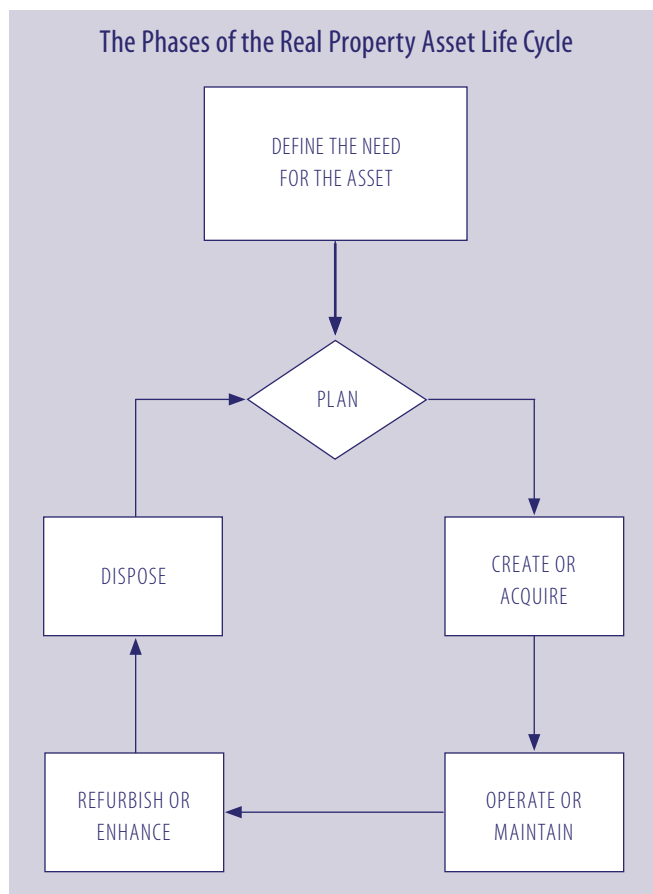 The Phases of the Real Property Asset Life Cycle
DEFINE THE NEED
FOR THE ASSET
PLAN
DISPOSE
CREATE OR
ACQUIRE
REFURBISH OR
ENHANCE
OPERATE OR
MAINTAIN